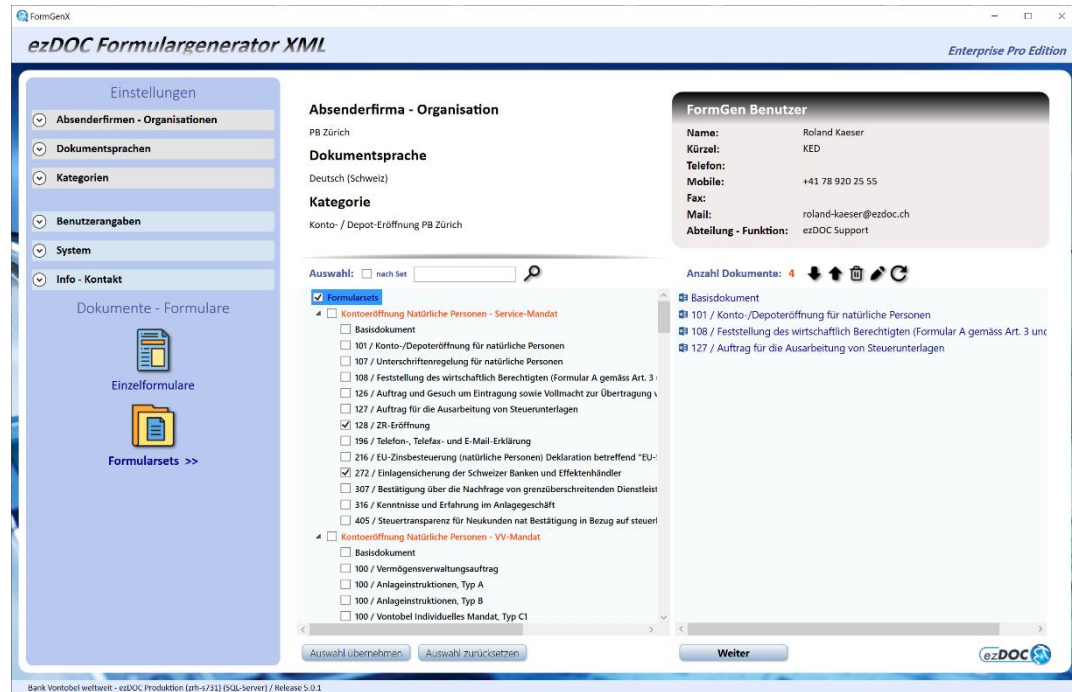 FormGenX
ezDOC Formulargenerator XML
Enterprise Pro Edition
Einstellungen
Absenderfirmen - Organisationen
Dokumentsprachen
Kategorien
Benutzerangaben
System
Info - Kontakt
Dokumente - Formulare
Einzelformulare
Formularsets >>
Absenderfirma - Organisation
PB Zürich
Dokumentsprache
Deutsch (Schweiz)
Kategorie
Konto- / Depot-Eröffnung PB Zürich
FormGen Benutzer
Name: Roland Kaeser
Kürzel: KED
Telefon:
Mobile: +41 78 920 25 55
Fax:
Mail: roland-kaeser@ezdoc.ch
Abteilung - Funktion: ezDOC Support
Auswahl: nach Set
Formularsets
Kontoeröffnung Natürliche Personen - Service-Mandat
Basisdokument
101 / Konto-/Depoteröffnung für natürliche Personen
107 / Unterschriftenregelung für natürliche Personen
108 / Feststellung des wirtschaftlich Berechtigten (Formular A gemäss Art. 3
126 / Auftrag und Gesuch um Eintragung sowie Vollmacht zur Übertragung v
127 / Auftrag für die Ausarbeitung von Steuerunterlagen
128 / ZR-Eröffnung
196 / Telefon-, Telefax- und E-Mail-Erklärung
216 / EU-Zinsbesteuerung (natürliche Personen) Deklaration betreffend "EU-
272 / Einlagensicherung der Schweizer Banken und Effektenhändler
307 / Bestätigung über die Nachfrage von grenzüberschreitenden Dienstleist
316 / Kenntnisse und Erfahrung im Anlagegeschäft
405 / Steuertransparenz für Neukunden nat Bestätigung in Bezug auf steuerl
Kontoeröffnung Natürliche Personen - VV-Mandat
Basisdokument
100 / Vermögensverwaltungsauftrag
100 / Anlageinstruktionen, Typ A
100 / Anlageinstruktionen, Typ B
100 / Vontobel Individuelles Mandat, Typ C1
Auswahl übernehmen
Auswahl zurücksetzen
Anzahl Dokumente: 4
Basisdokument
101 / Konto-/Depoteröffnung für natürliche Personen
108 / Feststellung des wirtschaftlich Berechtigten (Formular A gemäss Art. 3 und
127 / Auftrag für die Ausarbeitung von Steuerunterlagen
Weiter
ezDOC
Bank Vontobel weltweit - ezDOC Produktion (zrh-s731) (SQL-Server) / Release 5.0.1